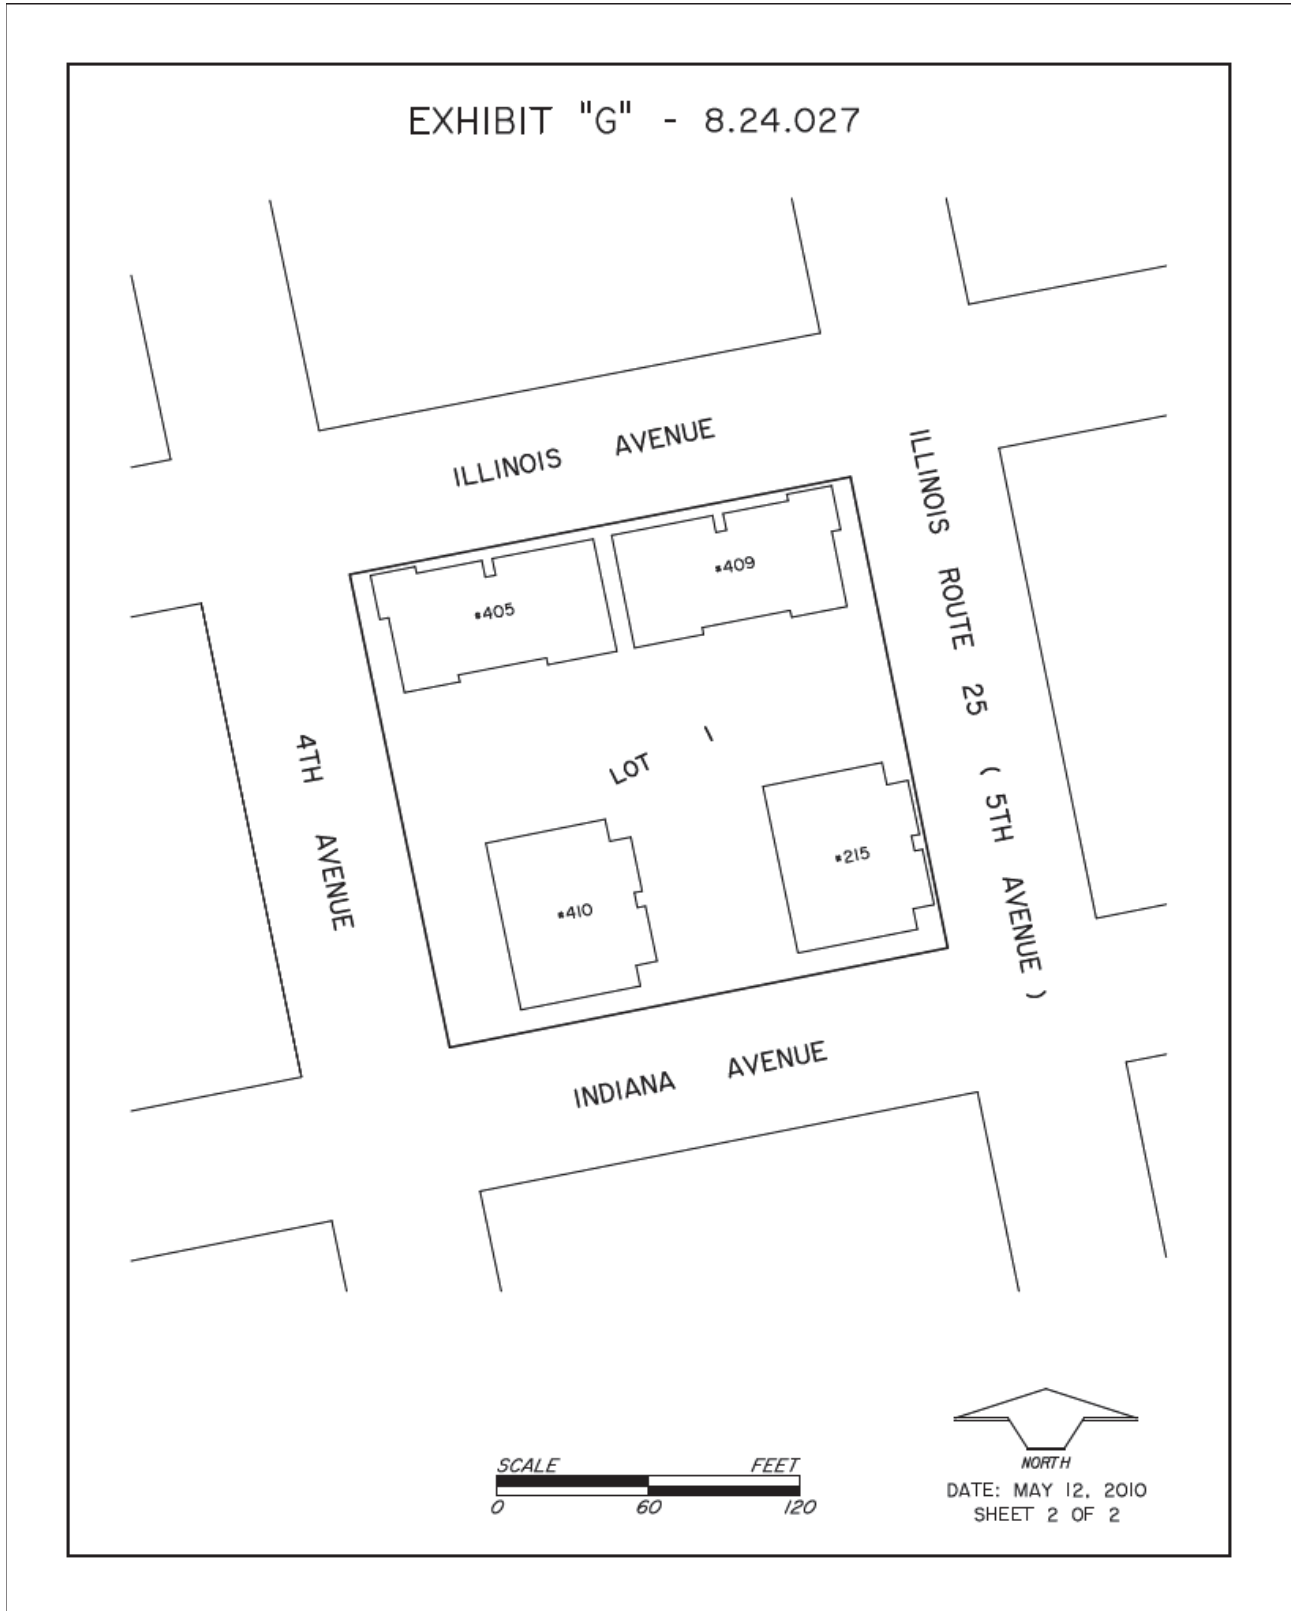 EXHIBIT "G" - 8.24.027
ILLINOIS AVENUE
ILLINOIS ROUTE 25 (5TH AVENUE)
#405
#409
4TH AVENUE
LOT 1
#215
#410
INDIANA AVENUE
SCALE FEET
0 60 120
NORTH
DATE: MAY 12, 2010
SHEET 2 OF 2